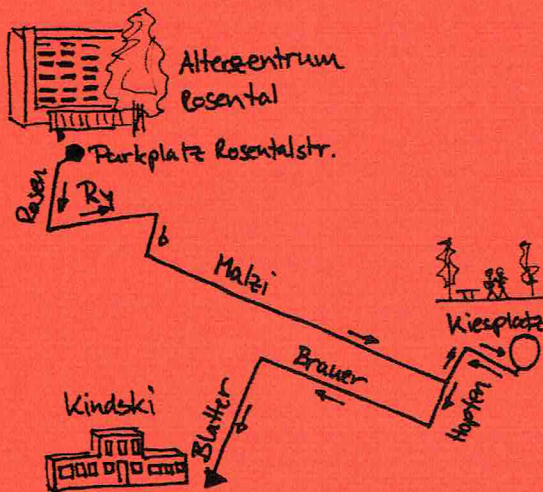 Alterszentrum
Rosental
Parkplatz Rosentalstr.
Rosen
Ry
Malzi
Kiesplatz
Brauer
Hopfen
Blatter
Kindski